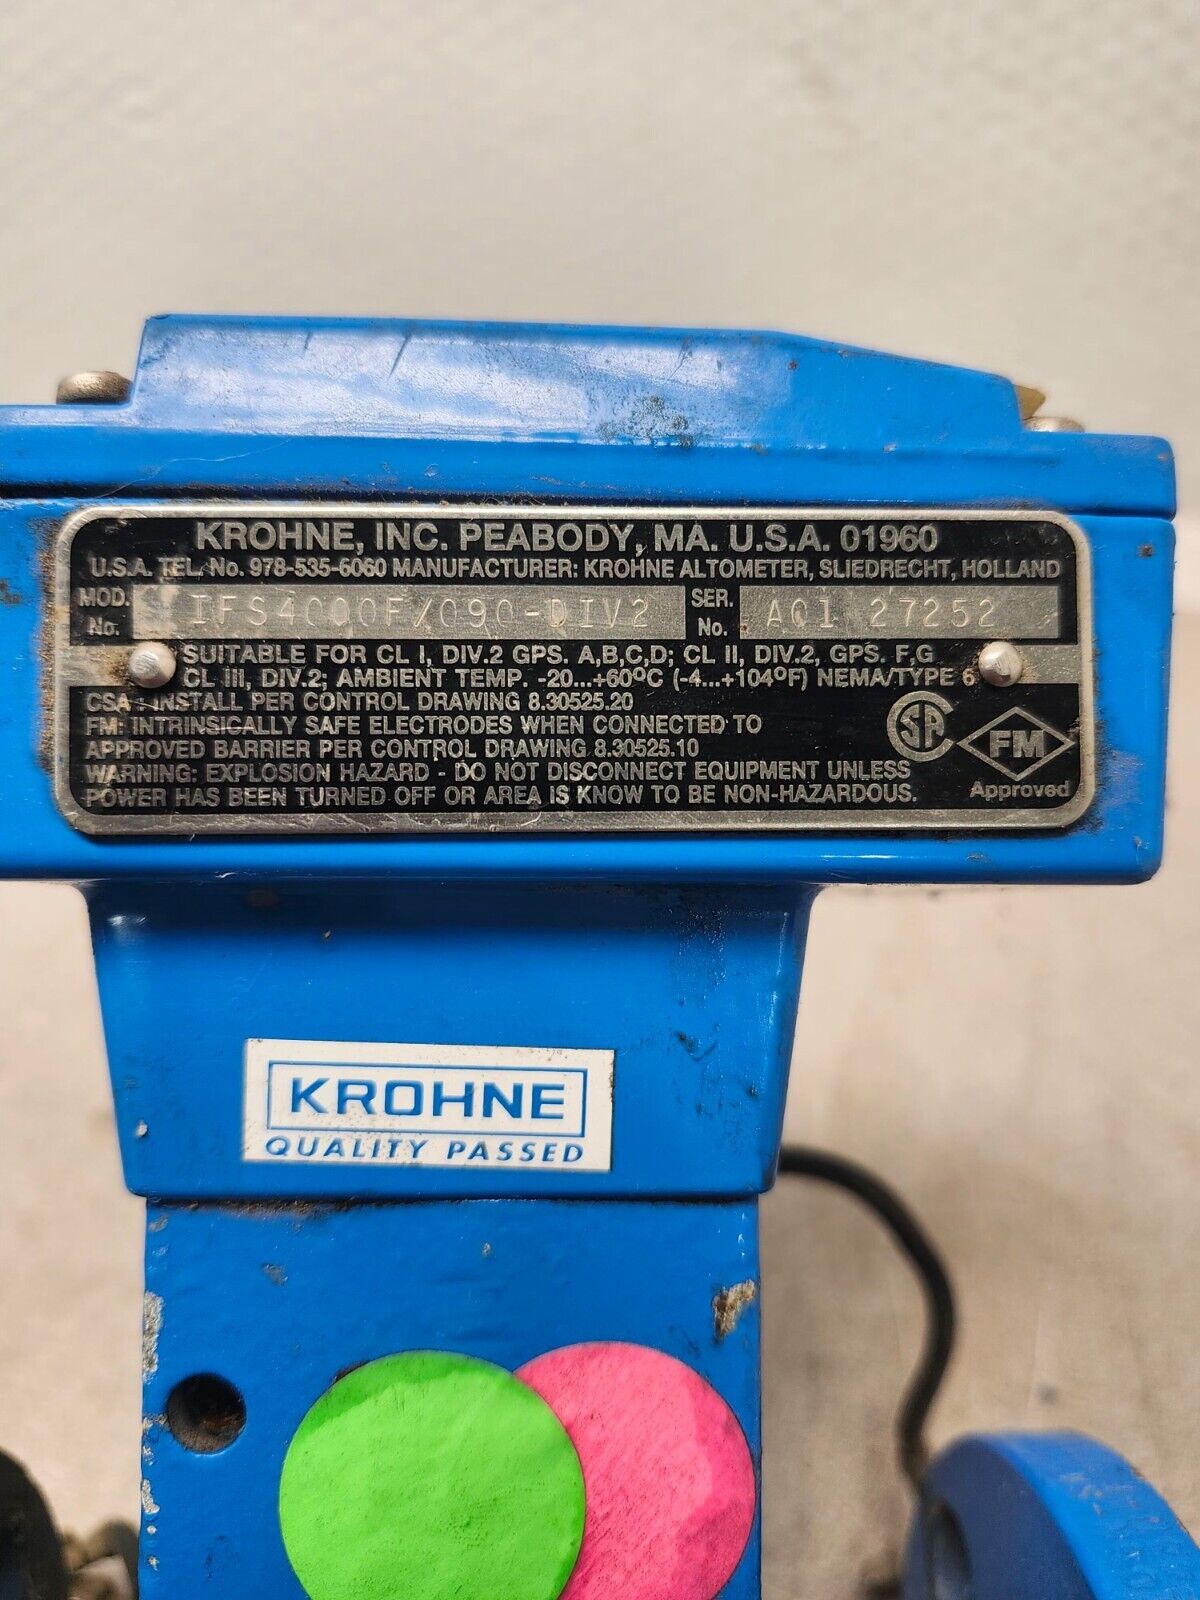 KROHNE, INC. PEABODY, MA. U.S.A. 01960
U.S.A. TEL. No. 978-535-6060 MANUFACTURER: KROHNE ALTOMETER, SLIEDRECHT, HOLLAND
MOD. No. IFS4000F/090-DIV2 SER. No. A01 27252
SUITABLE FOR CL I, DIV.2 GPS. A,B,C,D; CL II, DIV.2, GPS. F,G
CL III, DIV.2; AMBIENT TEMP. -20...+60°C (-4...+104°F) NEMA/TYPE 6
CSA: INSTALL PER CONTROL DRAWING 8.30525.20
FM: INTRINSICALLY SAFE ELECTRODES WHEN CONNECTED TO
APPROVED BARRIER PER CONTROL DRAWING 8.30525.10
WARNING: EXPLOSION HAZARD - DO NOT DISCONNECT EQUIPMENT UNLESS
POWER HAS BEEN TURNED OFF OR AREA IS KNOW TO BE NON-HAZARDOUS.
CSA
FM
Approved
KROHNE
QUALITY PASSED